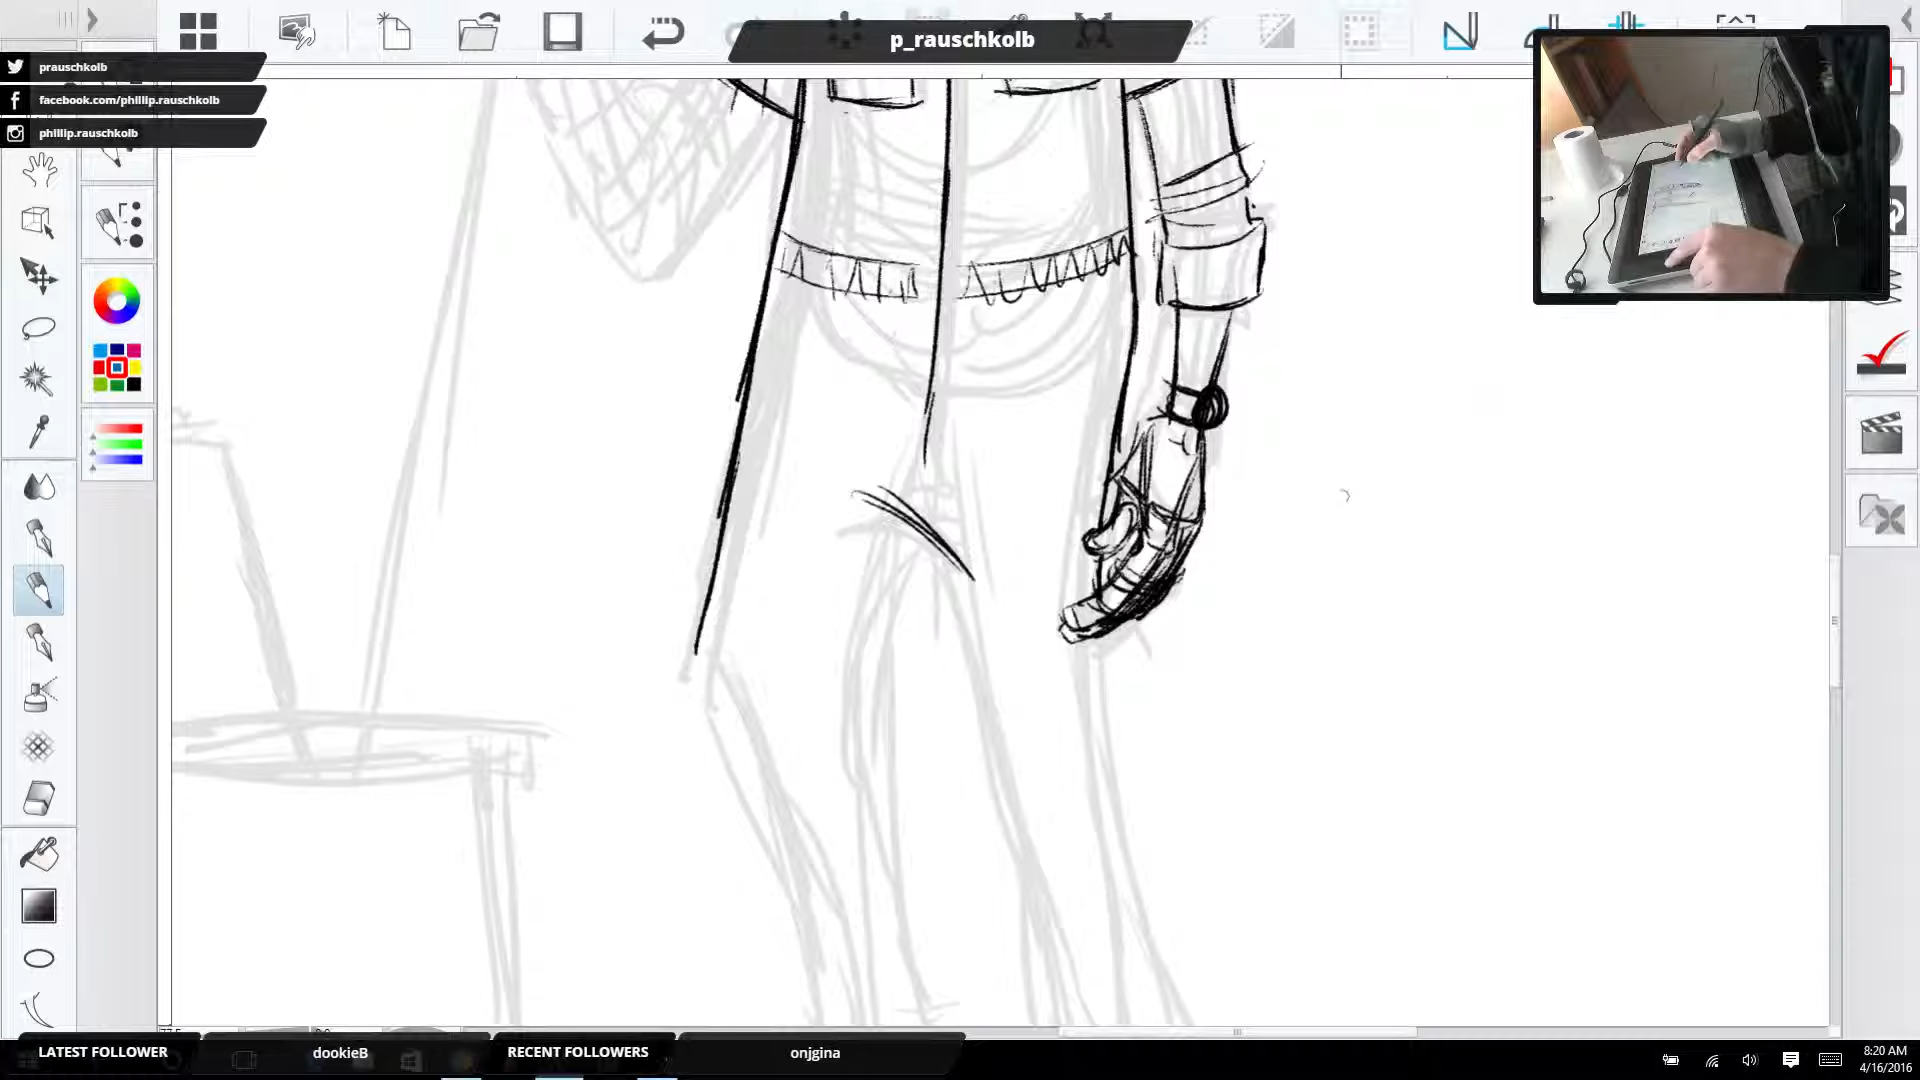 p_rauschkolb
prauschkolb
facebook.com/phillip.rauschkolb
phillip.rauschkolb
LATEST FOLLOWER
dookieB
RECENT FOLLOWERS
onjgina
8:20 AM
4/16/2016